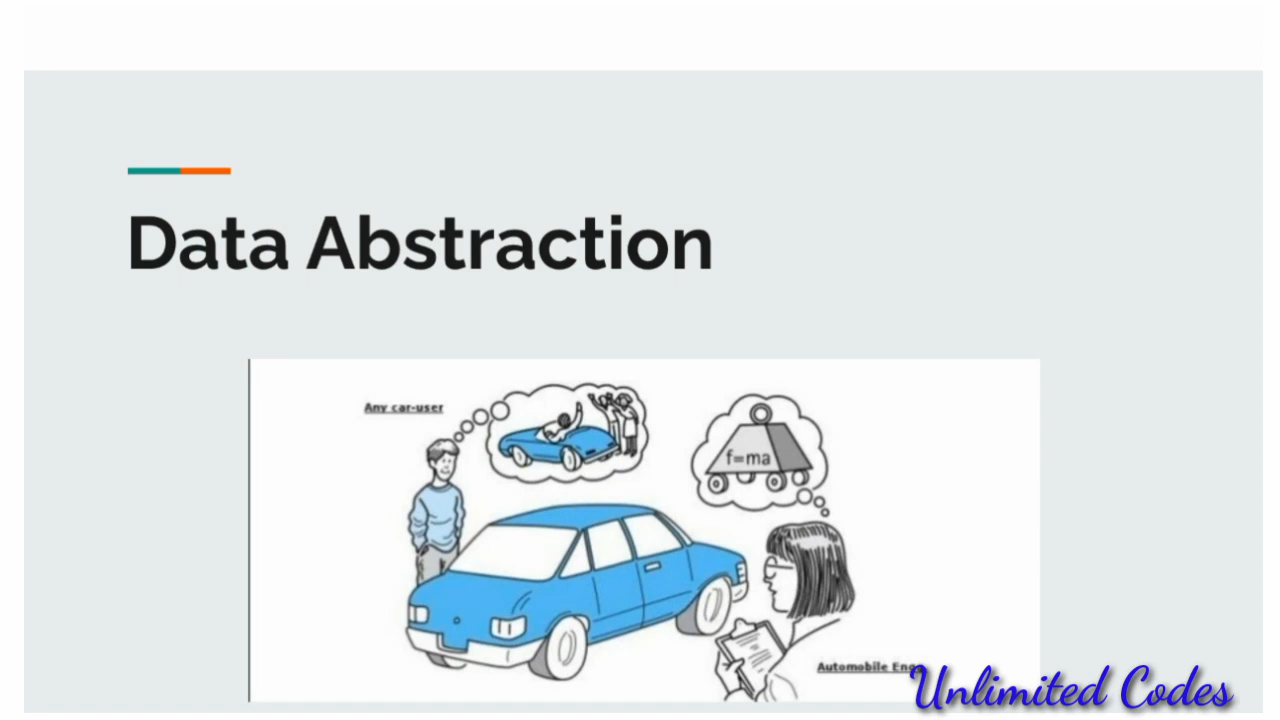 Data Abstraction
Any car-user
f=ma
Automobile
Unlimited Codes